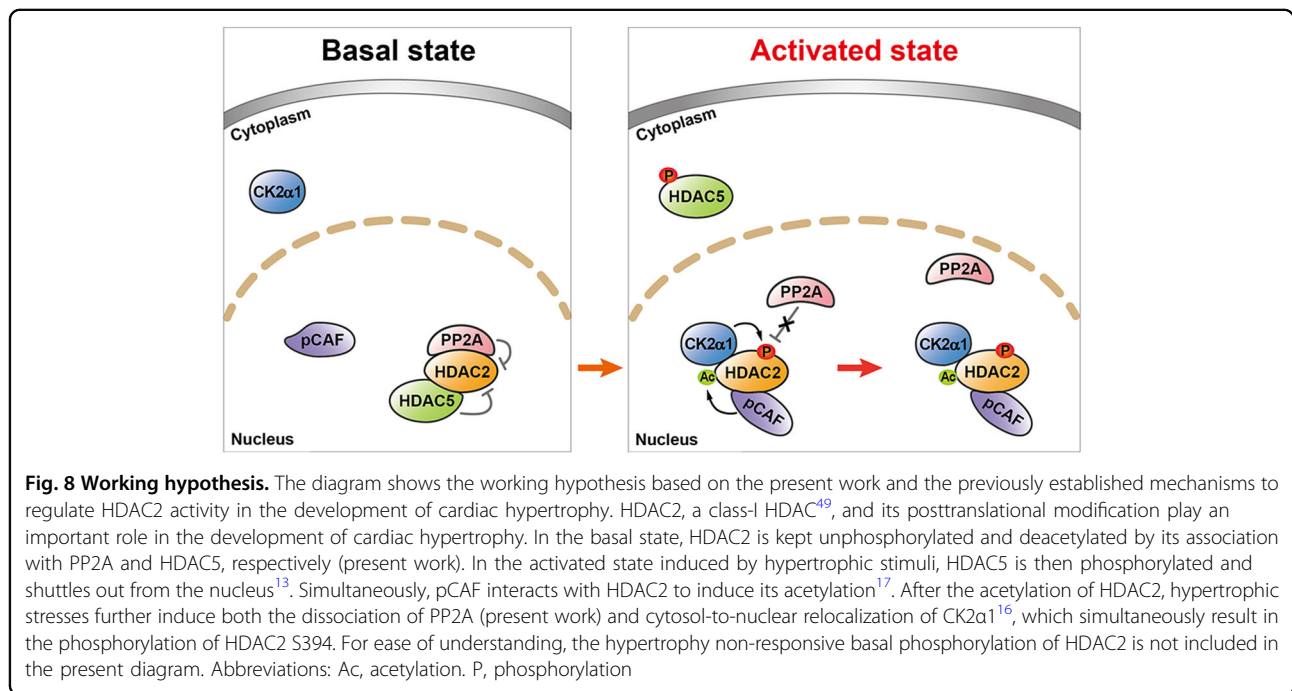 Basal state
Cytoplasm
CK2α1
pCAF
PP2A
HDAC2
HDAC5
Nucleus
Activated state
Cytoplasm
P
HDAC5
PP2A
CK2α1
P
HDAC2
Ac
pCAF
PP2A
CK2α1
P
HDAC2
Ac
pCAF
Nucleus
Fig. 8 Working hypothesis. The diagram shows the working hypothesis based on the present work and the previously established mechanisms to
regulate HDAC2 activity in the development of cardiac hypertrophy. HDAC2, a class-I HDAC49, and its posttranslational modification play an
important role in the development of cardiac hypertrophy. In the basal state, HDAC2 is kept unphosphorylated and deacetylated by its association
with PP2A and HDAC5, respectively (present work). In the activated state induced by hypertrophic stimuli, HDAC5 is then phosphorylated and
shuttles out from the nucleus13. Simultaneously, pCAF interacts with HDAC2 to induce its acetylation17. After the acetylation of HDAC2, hypertrophic
stresses further induce both the dissociation of PP2A (present work) and cytosol-to-nuclear relocalization of CK2α116, which simultaneously result in
the phosphorylation of HDAC2 S394. For ease of understanding, the hypertrophy non-responsive basal phosphorylation of HDAC2 is not included in
the present diagram. Abbreviations: Ac, acetylation. P, phosphorylation